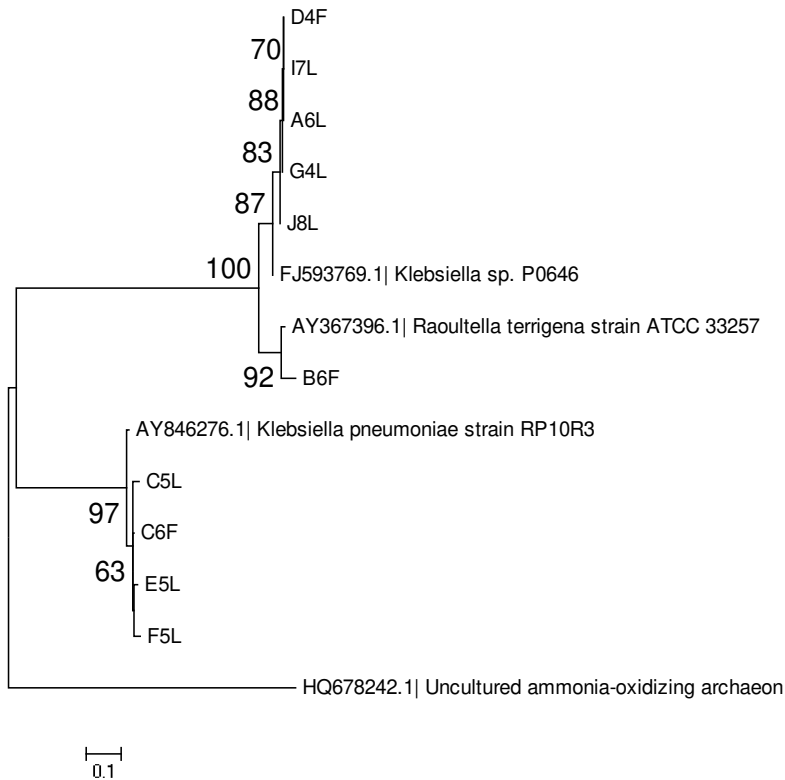 D4F
70
I7L
88
A6L
83
G4L
87
J8L
100
FJ593769.1| Klebsiella sp. P0646
AY367396.1| Raoultella terrigena strain ATCC 33257
92
B6F
AY846276.1| Klebsiella pneumoniae strain RP10R3
C5L
97
C6F
63
E5L
F5L
HQ678242.1| Uncultured ammonia-oxidizing archaeon
0.1